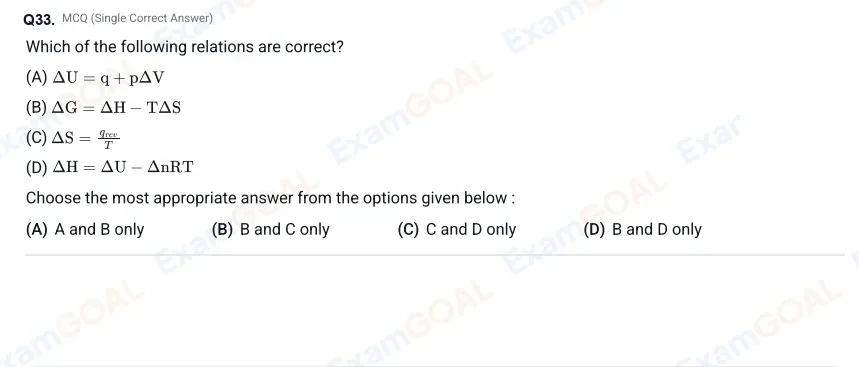 Q33. MCQ (Single Correct Answer)
Which of the following relations are correct?
(A) ΔU = q + pΔV
(B) ΔG = ΔH − TΔS
(C) ΔS = q_rev/T
(D) ΔH = ΔU − ΔnRT
Choose the most appropriate answer from the options given below :
(A) A and B only (B) B and C only (C) C and D only (D) B and D only
ExamGOAL